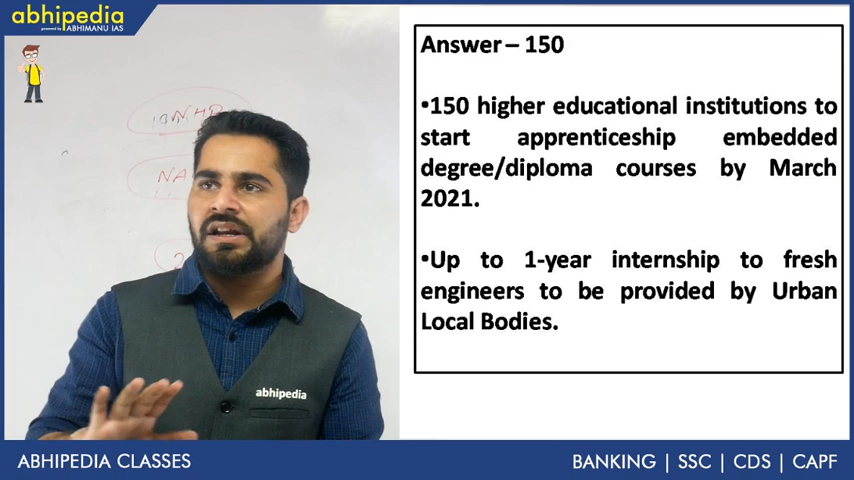 abhipedia
powered by ABHIMANU IAS
Answer – 150
•150 higher educational institutions to
start apprenticeship embedded
degree/diploma courses by March
2021.
•Up to 1-year internship to fresh
engineers to be provided by Urban
Local Bodies.
abhipedia
ABHIPEDIA CLASSES
BANKING | SSC | CDS | CAPF